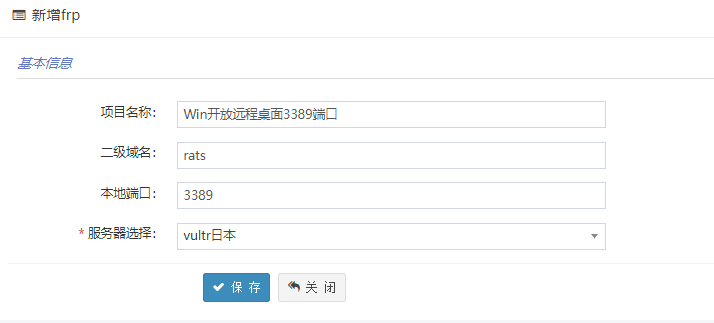 新增frp
基本信息
项目名称： Win开放远程桌面3389端口
二级域名： rats
本地端口： 3389
* 服务器选择： vultr日本
保 存 关 闭